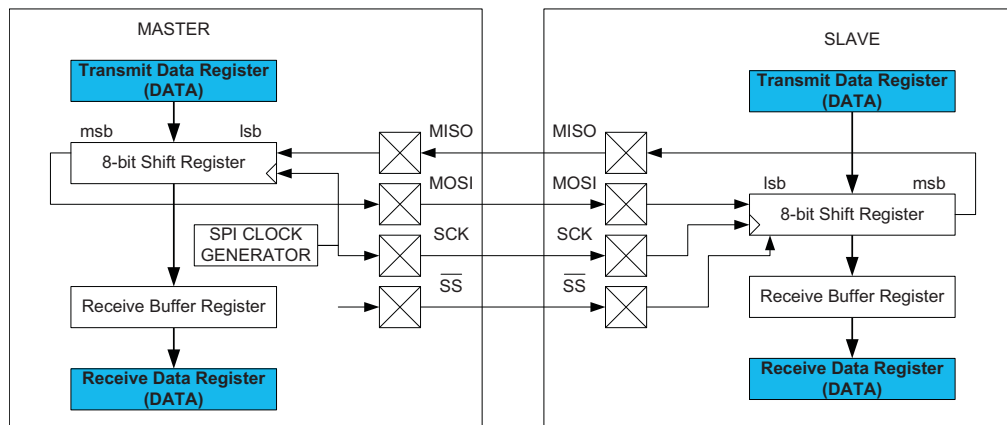 MASTER
Transmit Data Register
(DATA)
msb
lsb
8-bit Shift Register
SPI CLOCK
GENERATOR
Receive Buffer Register
Receive Data Register
(DATA)
MISO
MOSI
SCK
SS
MISO
MOSI
SCK
SS
SLAVE
Transmit Data Register
(DATA)
lsb
msb
8-bit Shift Register
Receive Buffer Register
Receive Data Register
(DATA)